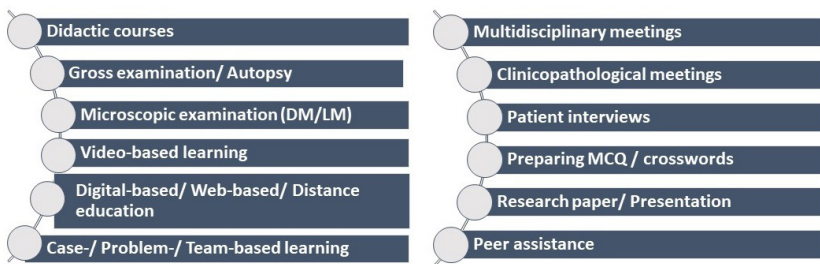 Didactic courses
Gross examination/ Autopsy
Microscopic examination (DM/LM)
Video-based learning
Digital-based/ Web-based/ Distance
education
Case-/ Problem-/ Team-based learning
Multidisciplinary meetings
Clinicopathological meetings
Patient interviews
Preparing MCQ / crosswords
Research paper/ Presentation
Peer assistance